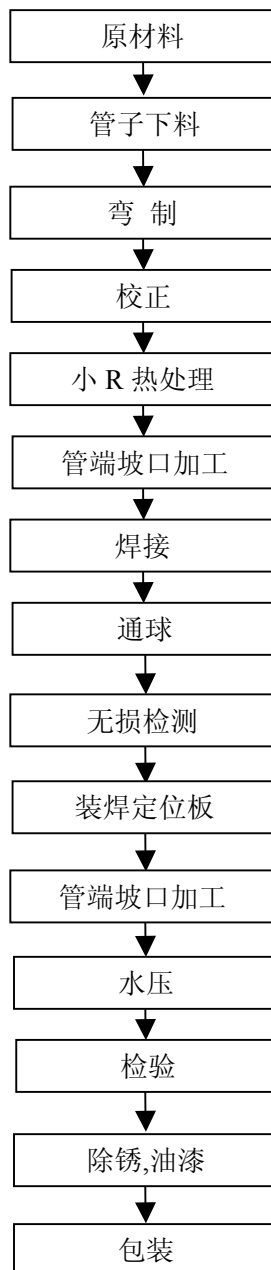 原材料
管子下料
弯 制
校正
小 R 热处理
管端坡口加工
焊接
通球
无损检测
装焊定位板
管端坡口加工
水压
检验
除锈,油漆
包装